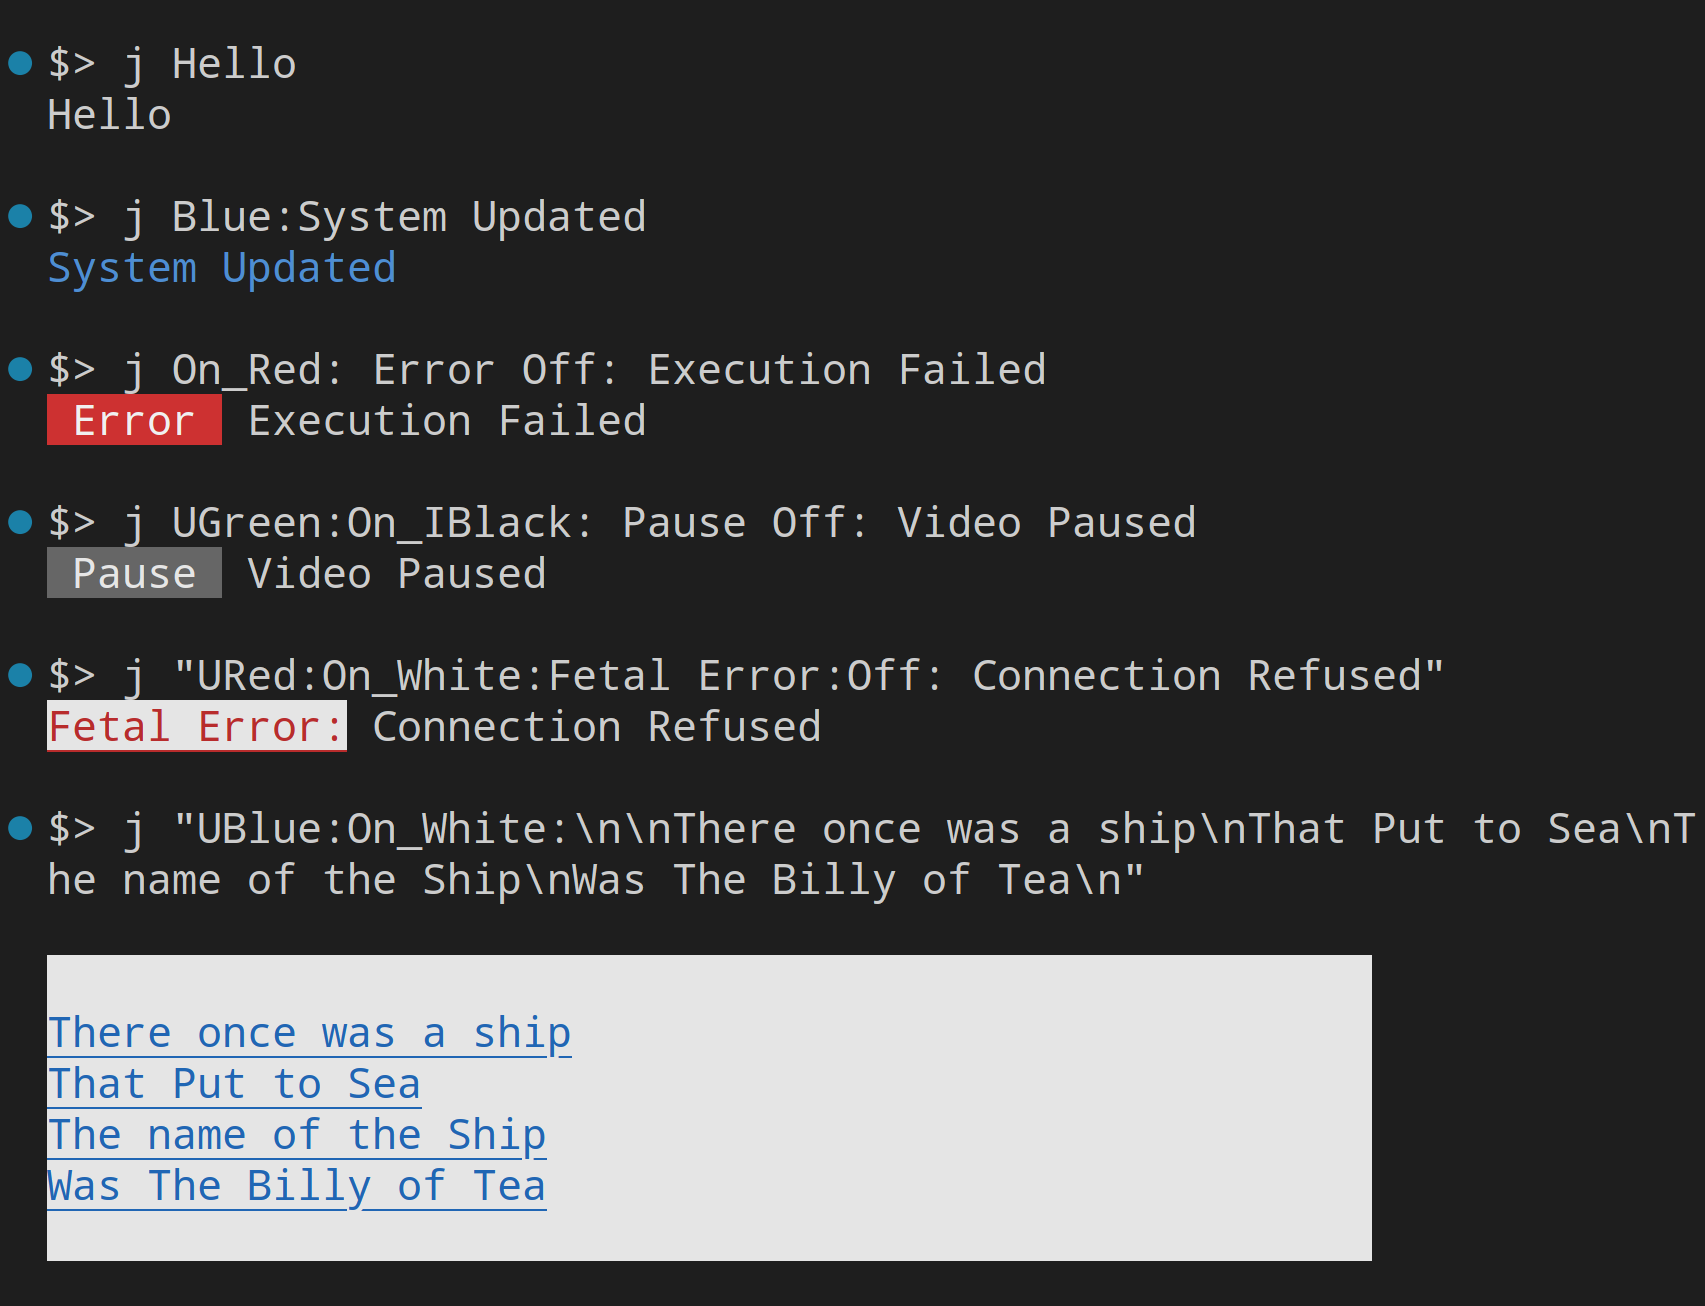 $> j Hello
Hello
$> j Blue:System Updated
System Updated
$> j On_Red: Error Off: Execution Failed
Error Execution Failed
$> j UGreen:On_IBlack: Pause Off: Video Paused
Pause Video Paused
$> j "URed:On_White:Fetal Error:Off: Connection Refused"
Fetal Error: Connection Refused
$> j "UBlue:On_White:\n\nThere once was a ship\nThat Put to Sea\nT
he name of the Ship\nWas The Billy of Tea\n"
There once was a ship
That Put to Sea
The name of the Ship
Was The Billy of Tea